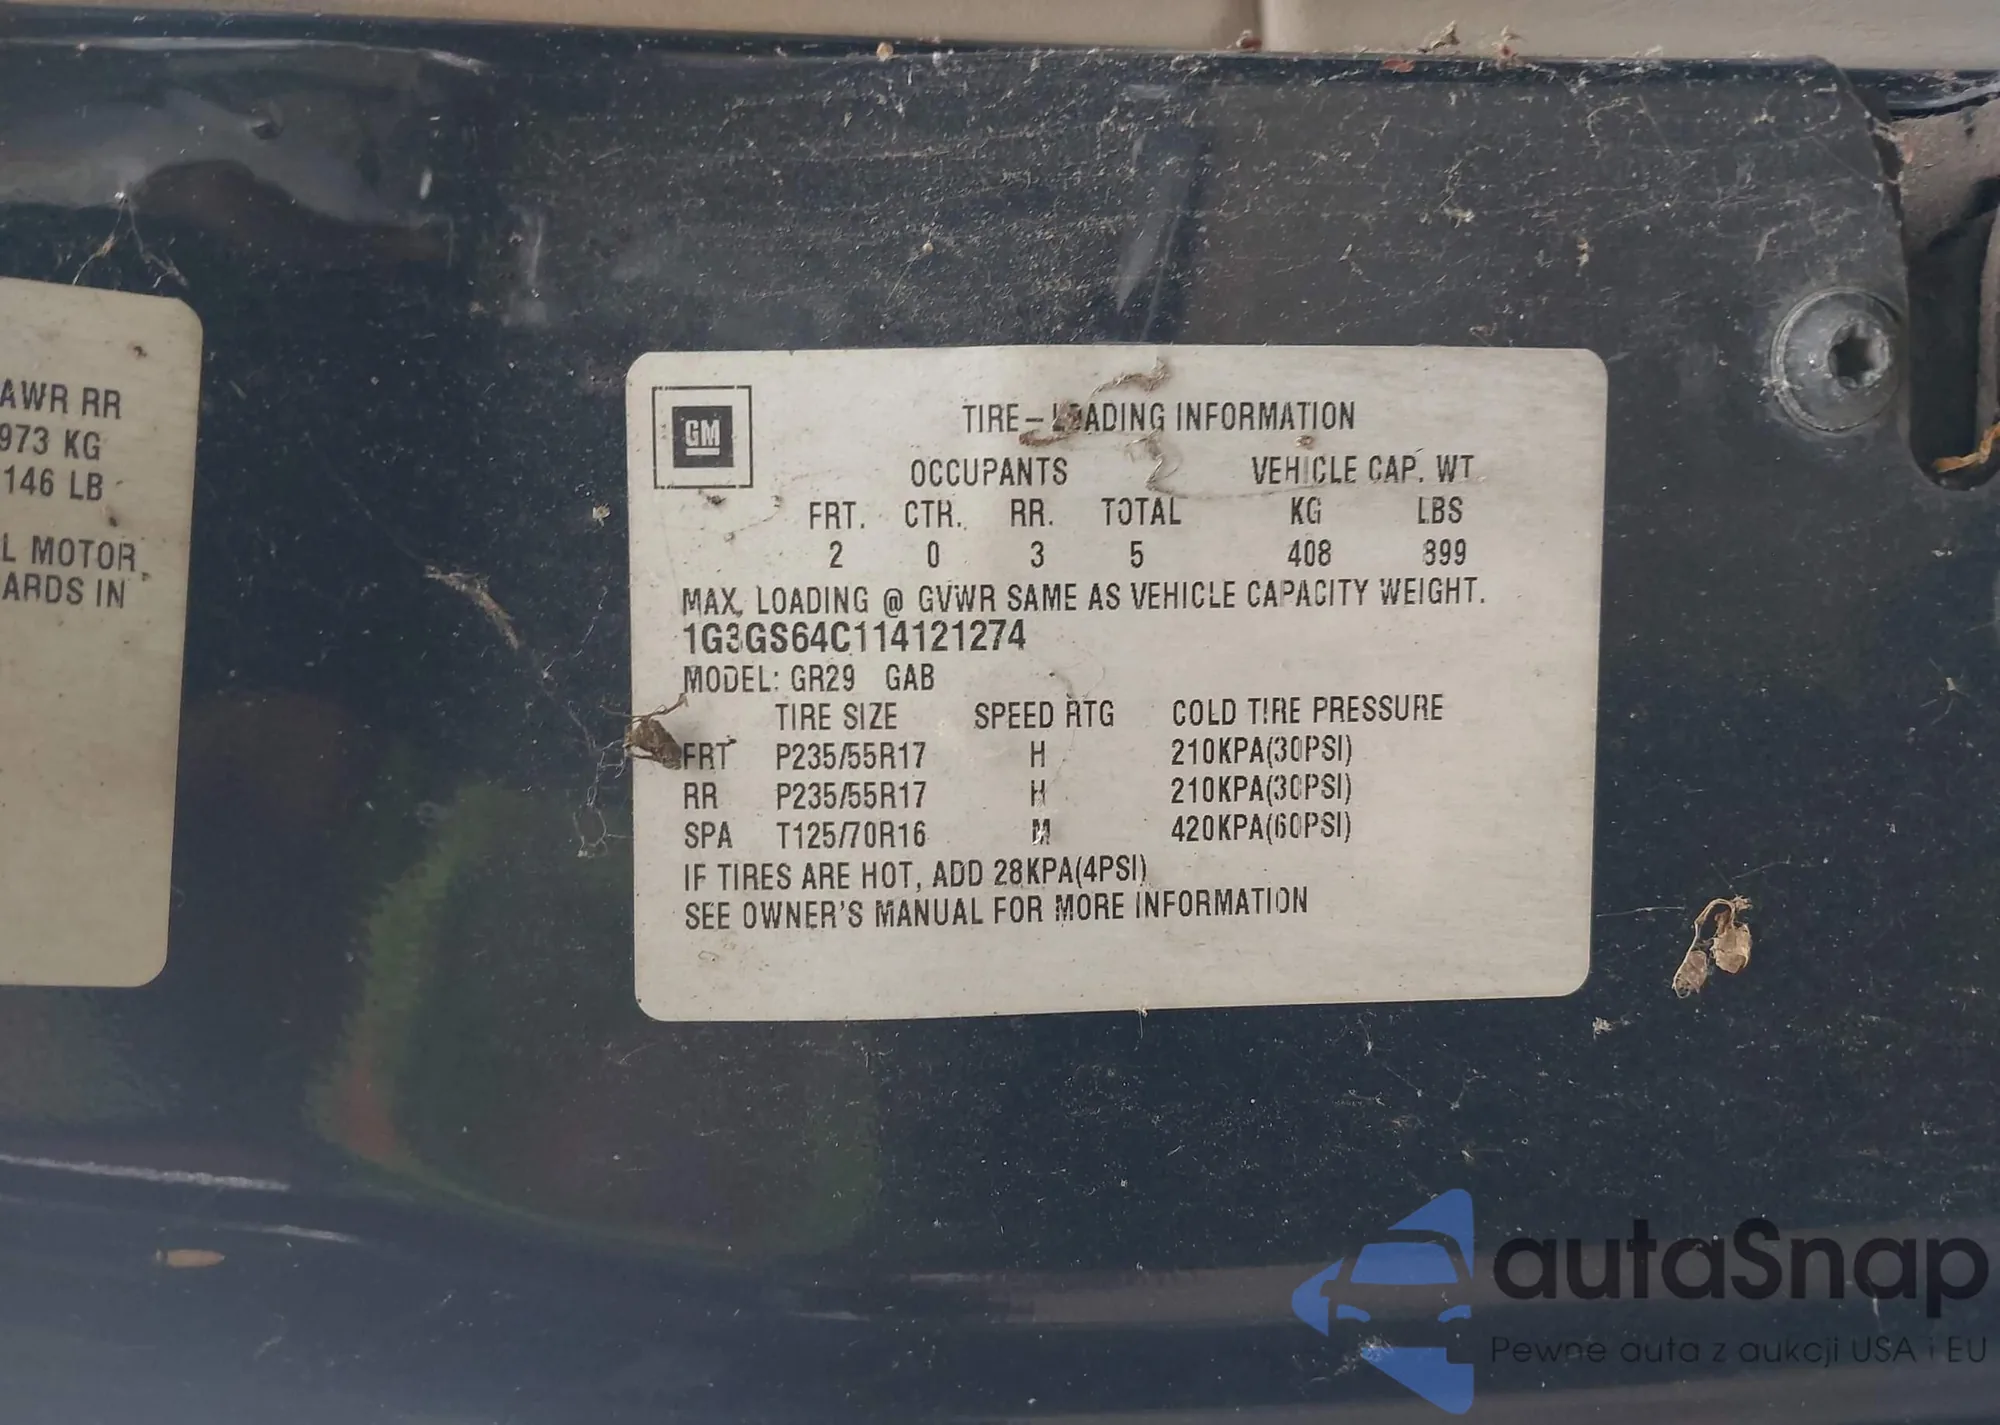 AWR RR
973 KG
146 LB
L MOTOR
ARDS IN
GM
TIRE–LOADING INFORMATION
OCCUPANTS VEHICLE CAP. WT
FRT. CTR. RR. TOTAL KG LBS
2 0 3 5 408 899
MAX. LOADING @ GVWR SAME AS VEHICLE CAPACITY WEIGHT.
1G3GS64C114121274
MODEL: GR29 GAB
TIRE SIZE SPEED RTG COLD TIRE PRESSURE
FRT P235/55R17 H 210KPA(30PSI)
RR P235/55R17 H 210KPA(30PSI)
SPA T125/70R16 M 420KPA(60PSI)
IF TIRES ARE HOT, ADD 28KPA(4PSI)
SEE OWNER'S MANUAL FOR MORE INFORMATION
autaSnap
Pewne auta z aukcji USA i EU